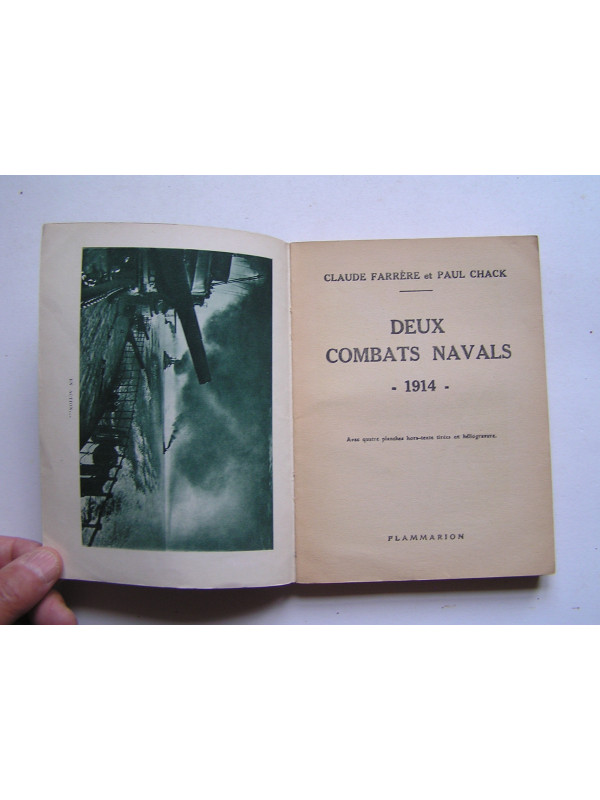 CLAUDE FARRÈRE et PAUL CHACK
DEUX
COMBATS NAVALS
- 1914 -
Avec quatre planches hors-texte tirées en héliogravure.
FLAMMARION